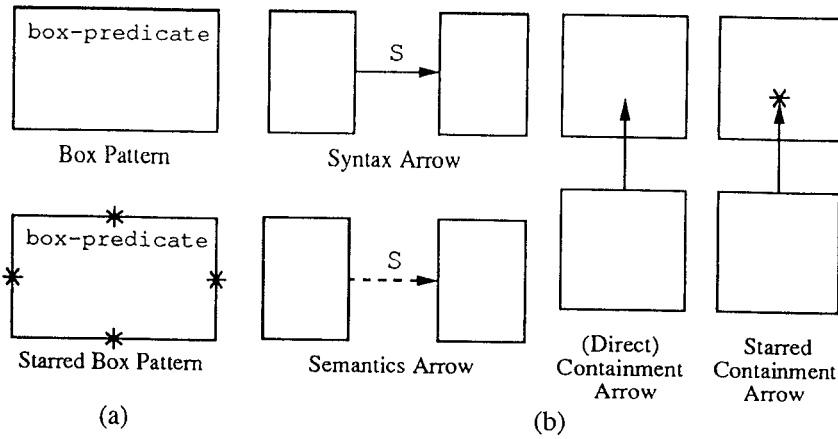 box-predicate
Box Pattern
S
Syntax Arrow
box-predicate
Starred Box Pattern
S
Semantics Arrow
(Direct)
Containment
Arrow
Starred
Containment
Arrow
(a)
(b)